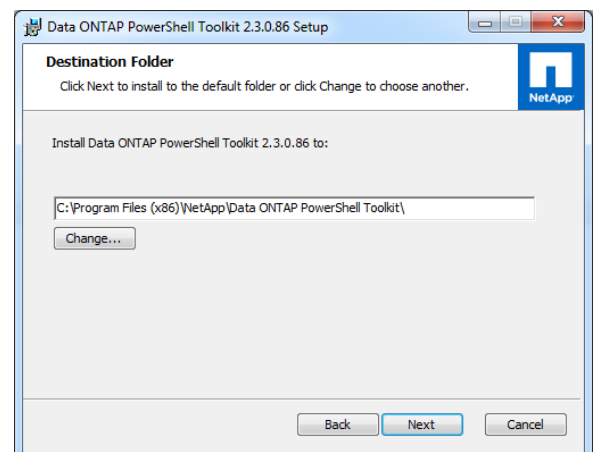 Data ONTAP PowerShell Toolkit 2.3.0.86 Setup
Destination Folder
Click Next to install to the default folder or click Change to choose another.
NetApp
Install Data ONTAP PowerShell Toolkit 2.3.0.86 to:
C:\Program Files (x86)\NetApp\Data ONTAP PowerShell Toolkit\
Change...
Back Next Cancel